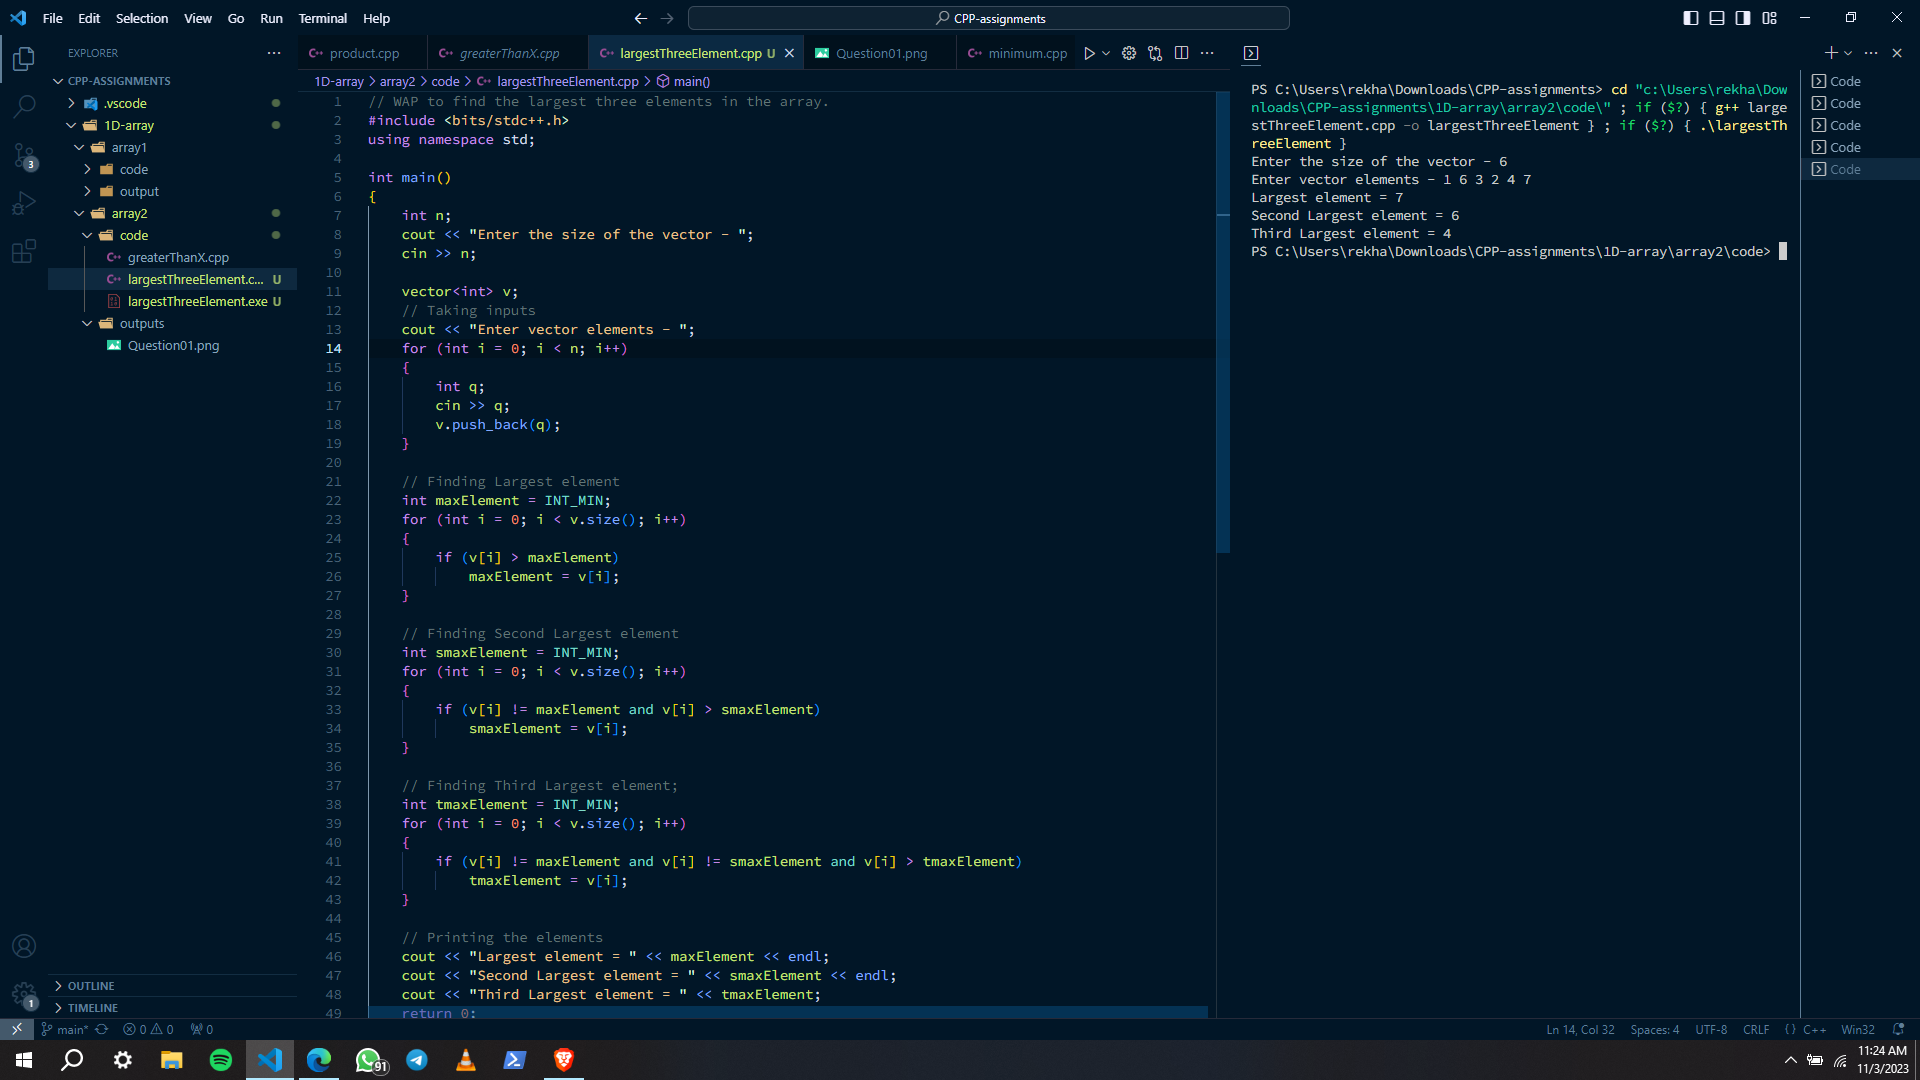 File Edit Selection View Go Run Terminal Help
CPP-assignments
EXPLORER
CPP-ASSIGNMENTS
.vscode
1D-array
array1
code
output
array2
code
greaterThanX.cpp
largestThreeElement.c... U
largestThreeElement.exe U
outputs
Question01.png
OUTLINE
TIMELINE
3
1
product.cpp greaterThanX.cpp largestThreeElement.cpp U Question01.png minimum.cpp
1D-array > array2 > code > largestThreeElement.cpp > main()
1 // WAP to find the largest three elements in the array.
2 #include <bits/stdc++.h>
3 using namespace std;
4
5 int main()
6 {
7 int n;
8 cout << "Enter the size of the vector - ";
9 cin >> n;
10
11 vector<int> v;
12 // Taking inputs
13 cout << "Enter vector elements - ";
14 for (int i = 0; i < n; i++)
15 {
16 int q;
17 cin >> q;
18 v.push_back(q);
19 }
20
21 // Finding Largest element
22 int maxElement = INT_MIN;
23 for (int i = 0; i < v.size(); i++)
24 {
25 if (v[i] > maxElement)
26 maxElement = v[i];
27 }
28
29 // Finding Second Largest element
30 int smaxElement = INT_MIN;
31 for (int i = 0; i < v.size(); i++)
32 {
33 if (v[i] != maxElement and v[i] > smaxElement)
34 smaxElement = v[i];
35 }
36
37 // Finding Third Largest element;
38 int tmaxElement = INT_MIN;
39 for (int i = 0; i < v.size(); i++)
40 {
41 if (v[i] != maxElement and v[i] != smaxElement and v[i] > tmaxElement)
42 tmaxElement = v[i];
43 }
44
45 // Printing the elements
46 cout << "Largest element = " << maxElement << endl;
47 cout << "Second Largest element = " << smaxElement << endl;
48 cout << "Third Largest element = " << tmaxElement;
49 return 0;
PS C:\Users\rekha\Downloads\CPP-assignments> cd "c:\Users\rekha\Dow
nloads\CPP-assignments\1D-array\array2\code\" ; if ($?) { g++ large
stThreeElement.cpp -o largestThreeElement } ; if ($?) { .\largestTh
reeElement }
Enter the size of the vector - 6
Enter vector elements - 1 6 3 2 4 7
Largest element = 7
Second Largest element = 6
Third Largest element = 4
PS C:\Users\rekha\Downloads\CPP-assignments\1D-array\array2\code>
Code
Code
Code
Code
Code
main* 0 0 0
Ln 14, Col 32 Spaces: 4 UTF-8 CRLF {} C++ Win32
91
11:24 AM
11/3/2023